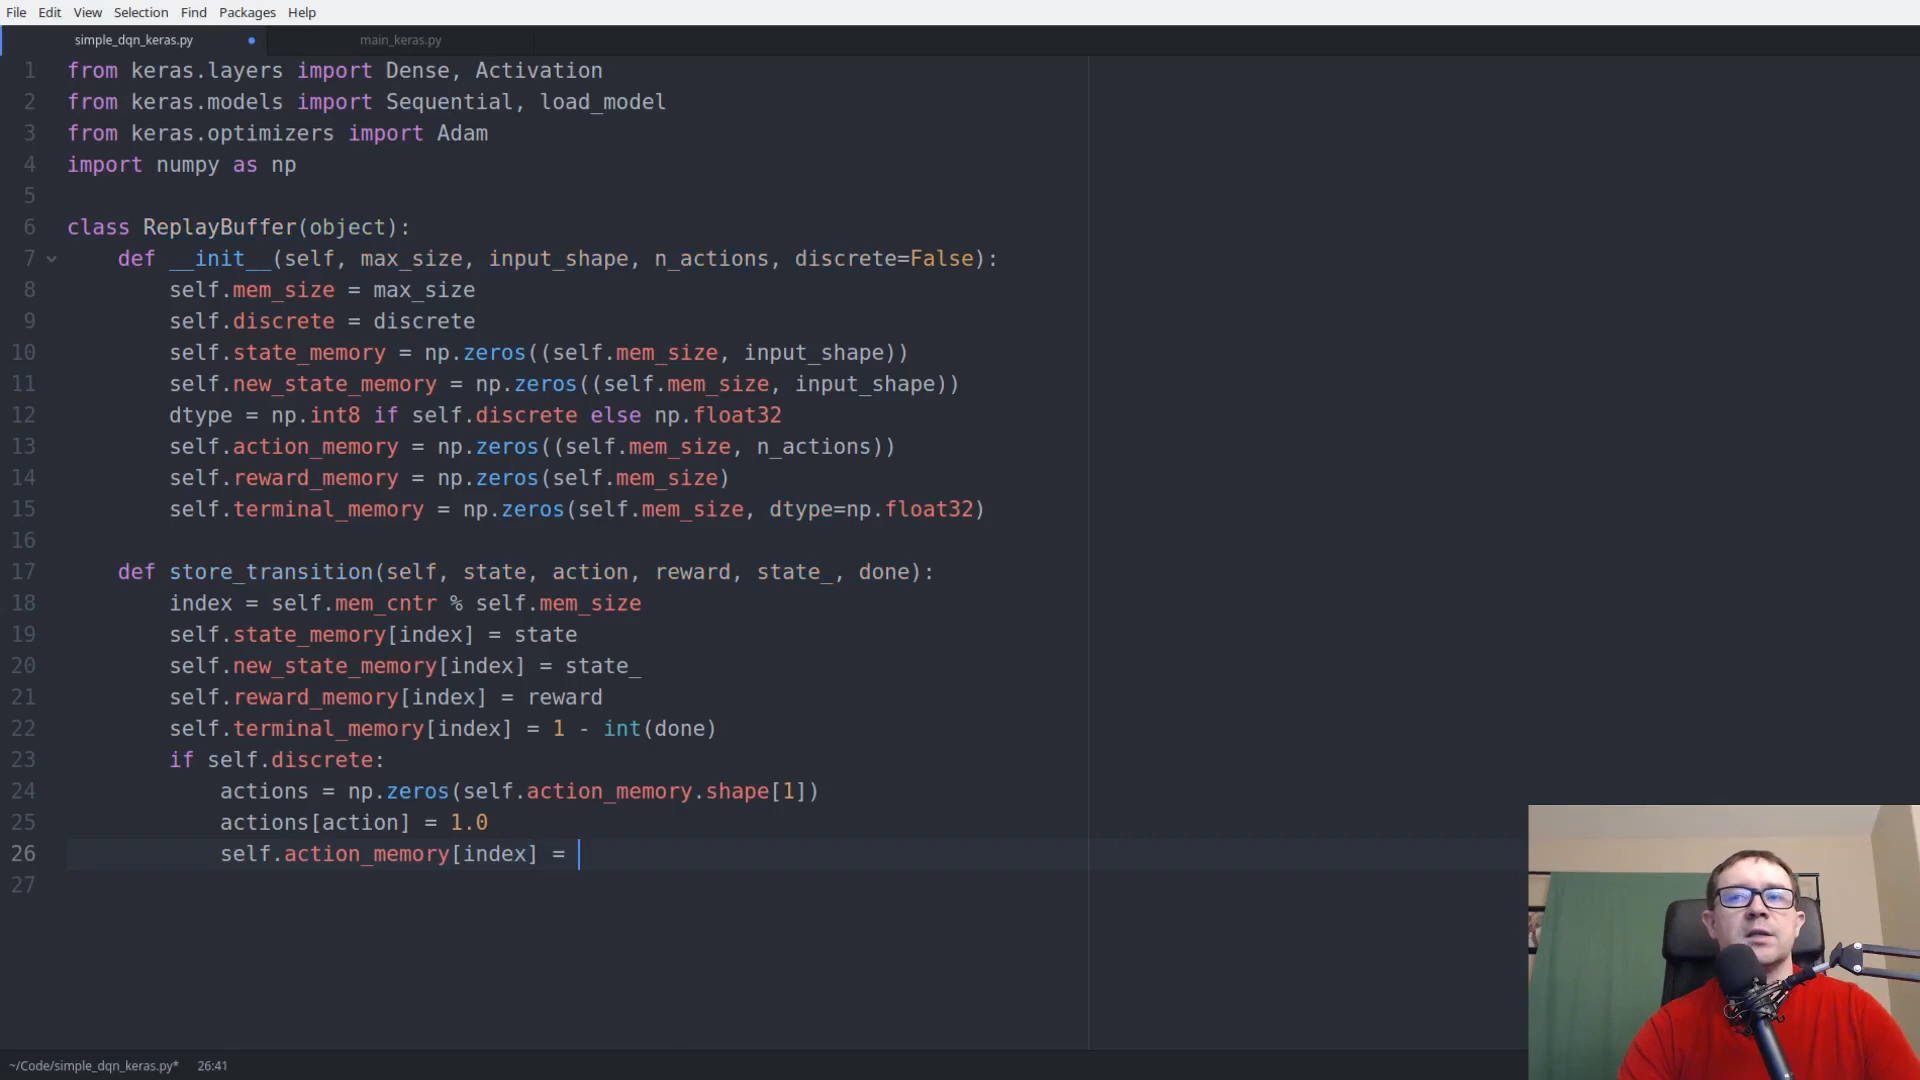 File Edit View Selection Find Packages Help
simple_dqn_keras.py main_keras.py
1 from keras.layers import Dense, Activation
2 from keras.models import Sequential, load_model
3 from keras.optimizers import Adam
4 import numpy as np
5
6 class ReplayBuffer(object):
7 def __init__(self, max_size, input_shape, n_actions, discrete=False):
8 self.mem_size = max_size
9 self.discrete = discrete
10 self.state_memory = np.zeros((self.mem_size, input_shape))
11 self.new_state_memory = np.zeros((self.mem_size, input_shape))
12 dtype = np.int8 if self.discrete else np.float32
13 self.action_memory = np.zeros((self.mem_size, n_actions))
14 self.reward_memory = np.zeros(self.mem_size)
15 self.terminal_memory = np.zeros(self.mem_size, dtype=np.float32)
16
17 def store_transition(self, state, action, reward, state_, done):
18 index = self.mem_cntr % self.mem_size
19 self.state_memory[index] = state
20 self.new_state_memory[index] = state_
21 self.reward_memory[index] = reward
22 self.terminal_memory[index] = 1 - int(done)
23 if self.discrete:
24 actions = np.zeros(self.action_memory.shape[1])
25 actions[action] = 1.0
26 self.action_memory[index] =
27
~/Code/simple_dqn_keras.py* 26:41